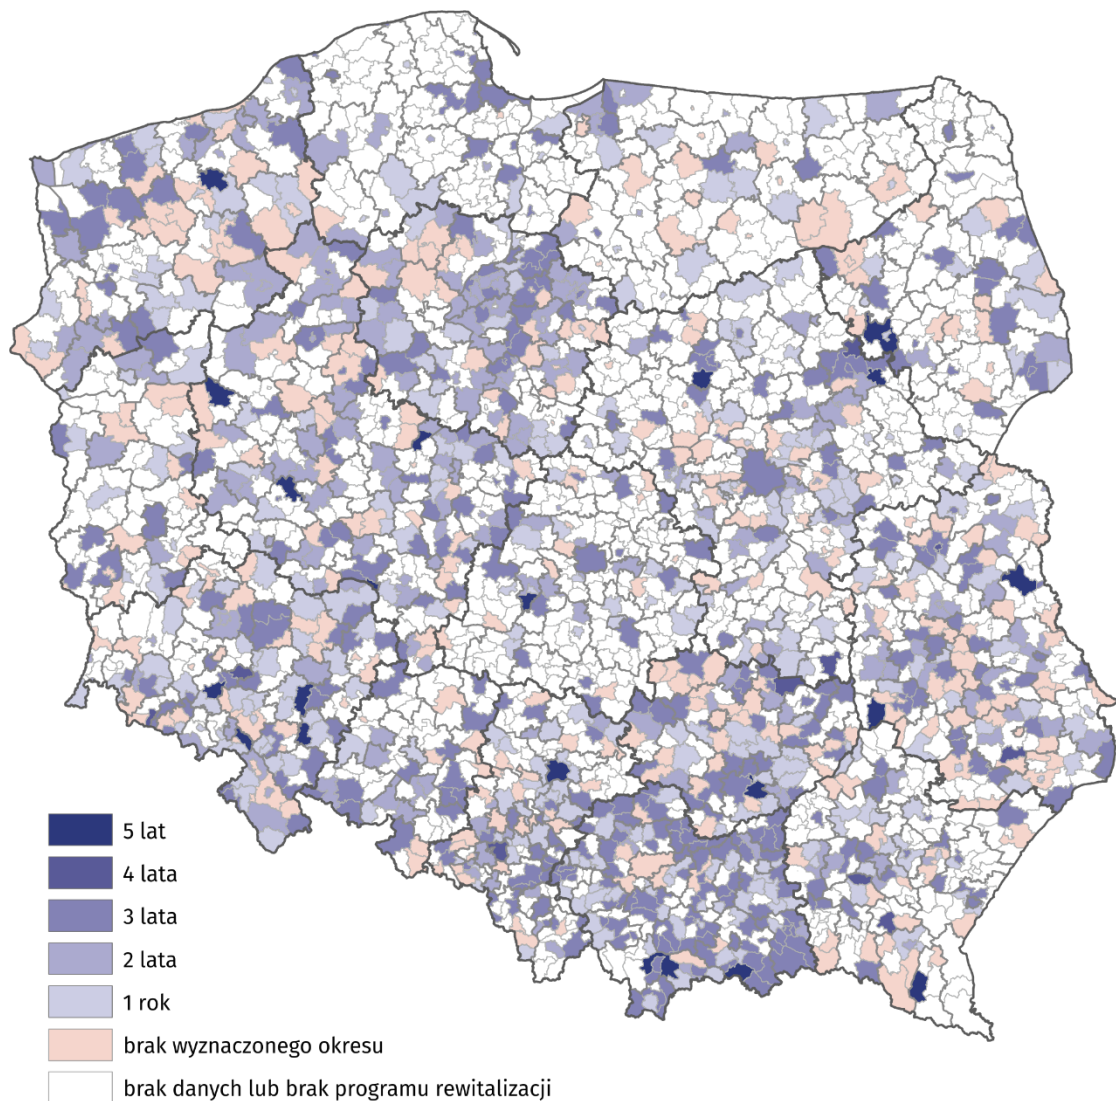 5 lat
4 lata
3 lata
2 lata
1 rok
brak wyznaczonego okresu
brak danych lub brak programu rewitalizacji